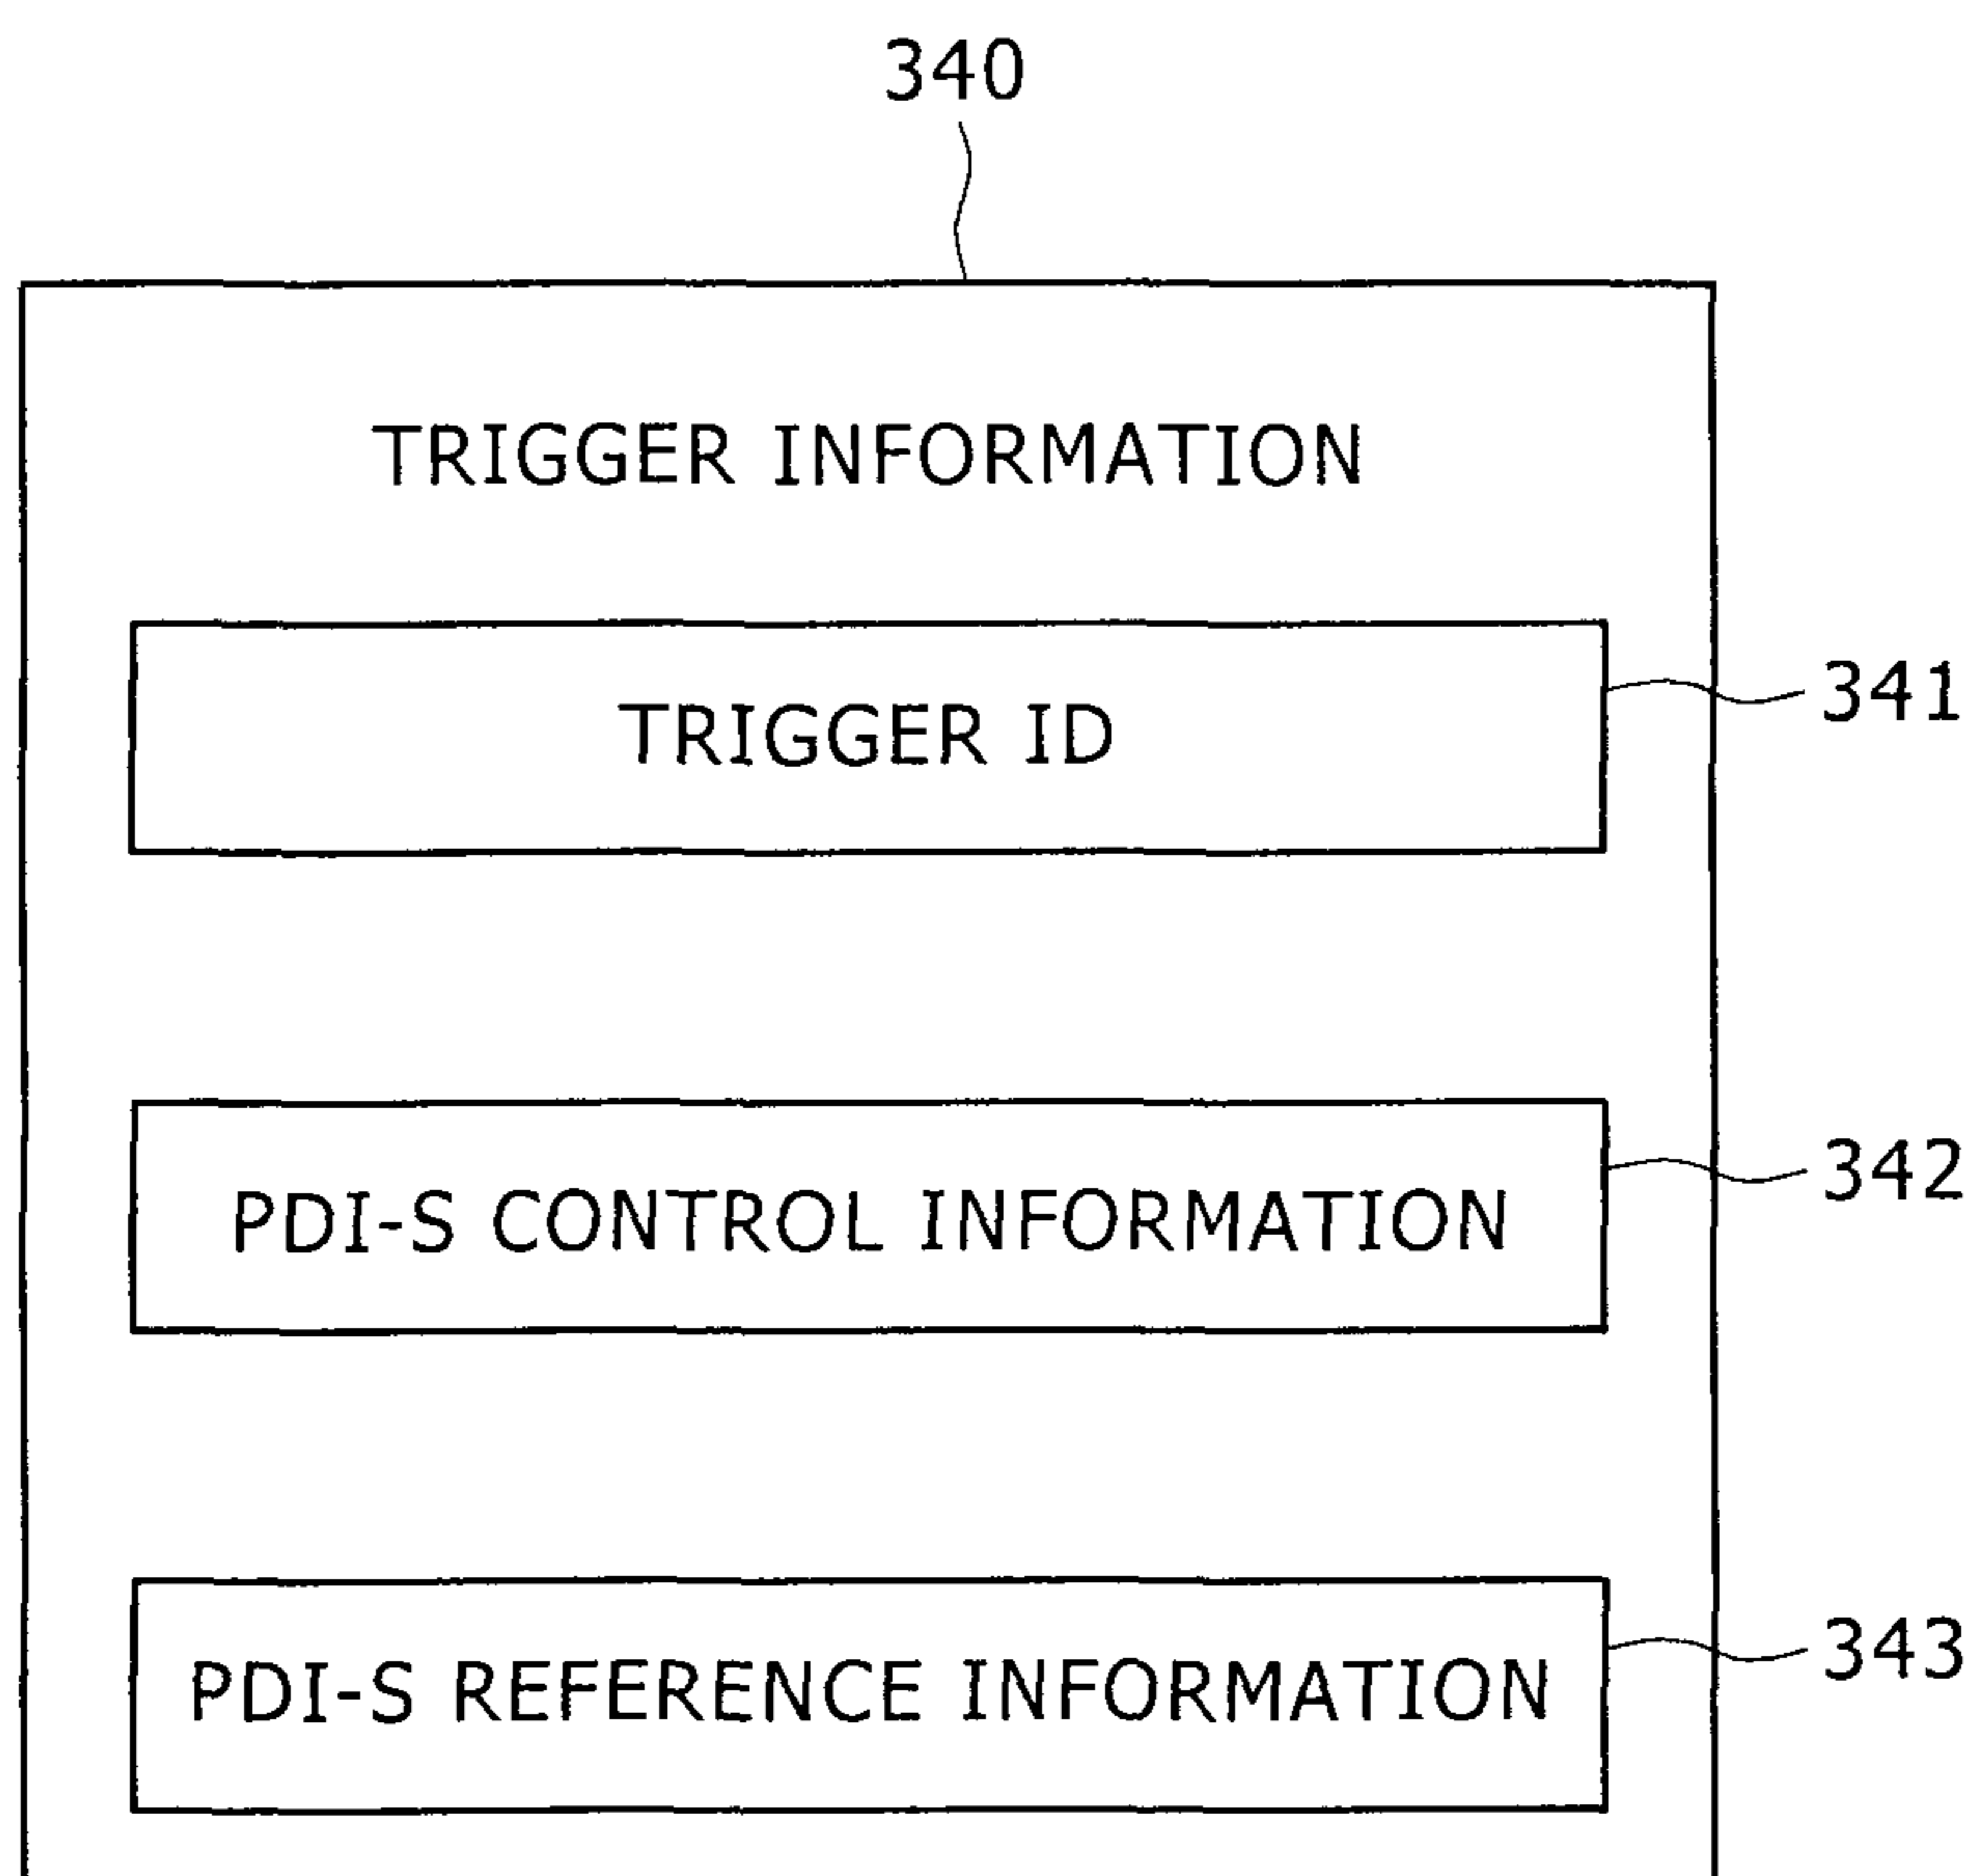 340
TRIGGER INFORMATION
TRIGGER ID
341
PDI-S CONTROL INFORMATION
342
PDI-S REFERENCE INFORMATION
343